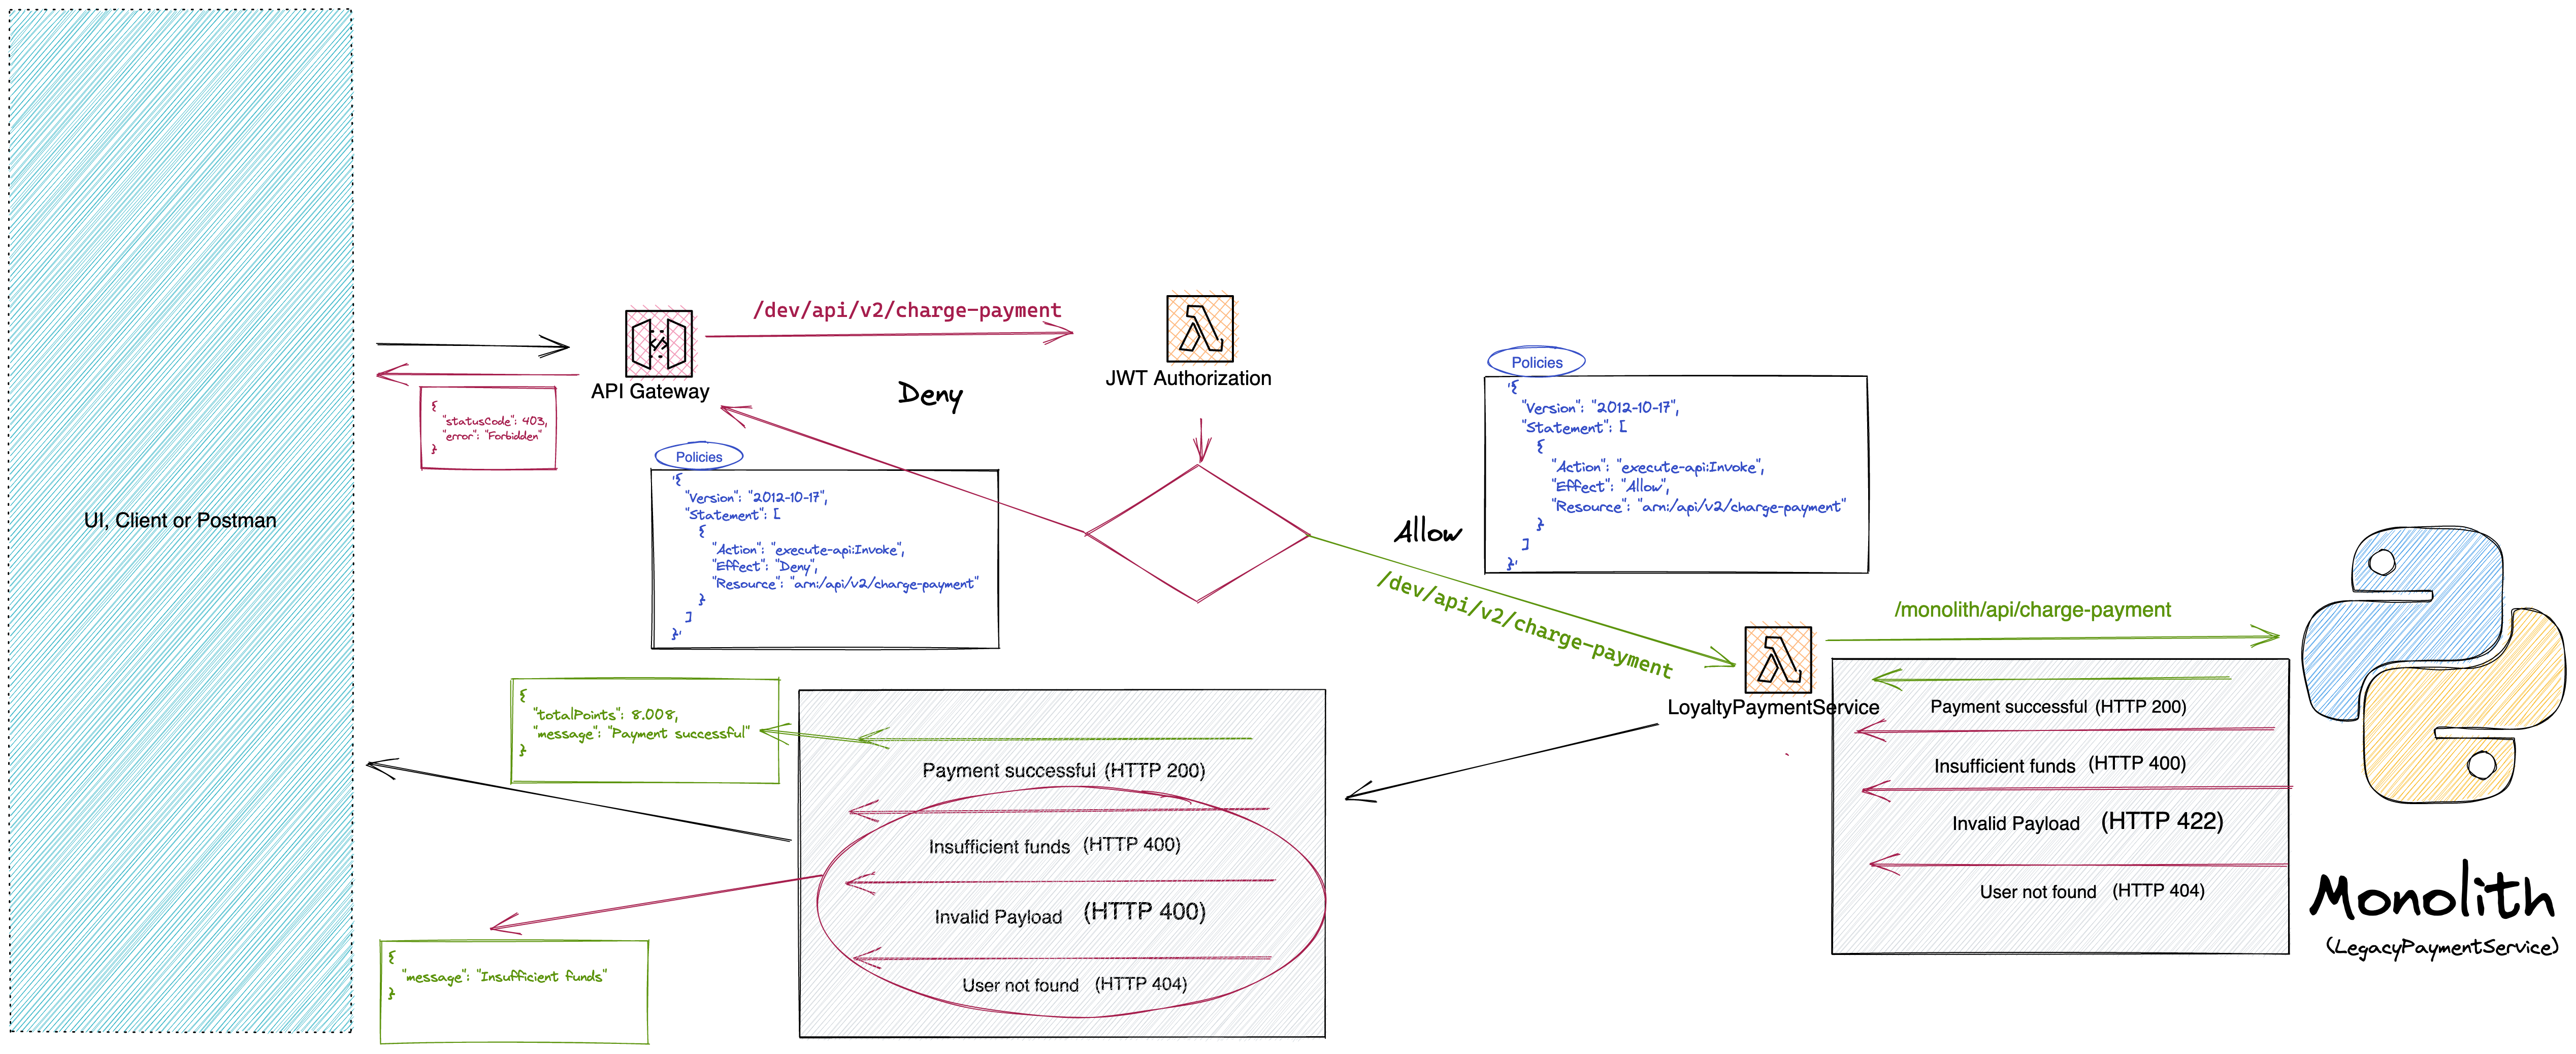 UI, Client or Postman
API Gateway
{
"statusCode": 403,
"error": "Forbidden"
}
/dev/api/v2/charge-payment
JWT Authorization
Deny
Policies
'{
"Version": "2012-10-17",
"Statement": [
{
"Action": "execute-api:Invoke",
"Effect": "Deny",
"Resource": "arn:/api/v2/charge-payment"
}
]
}'
Allow
Policies
'{
"Version": "2012-10-17",
"Statement": [
{
"Action": "execute-api:Invoke",
"Effect": "Allow",
"Resource": "arn:/api/v2/charge-payment"
}
]
}'
/dev/api/v2/charge-payment
LoyaltyPaymentService
/monolith/api/charge-payment
Payment successful (HTTP 200)
Insufficient funds (HTTP 400)
Invalid Payload (HTTP 422)
User not found (HTTP 404)
Monolith
(LegacyPaymentService)
{
"totalPoints": 8.008,
"message": "Payment successful"
}
Payment successful (HTTP 200)
Insufficient funds (HTTP 400)
Invalid Payload (HTTP 400)
User not found (HTTP 404)
{
"message": "Insufficient funds"
}